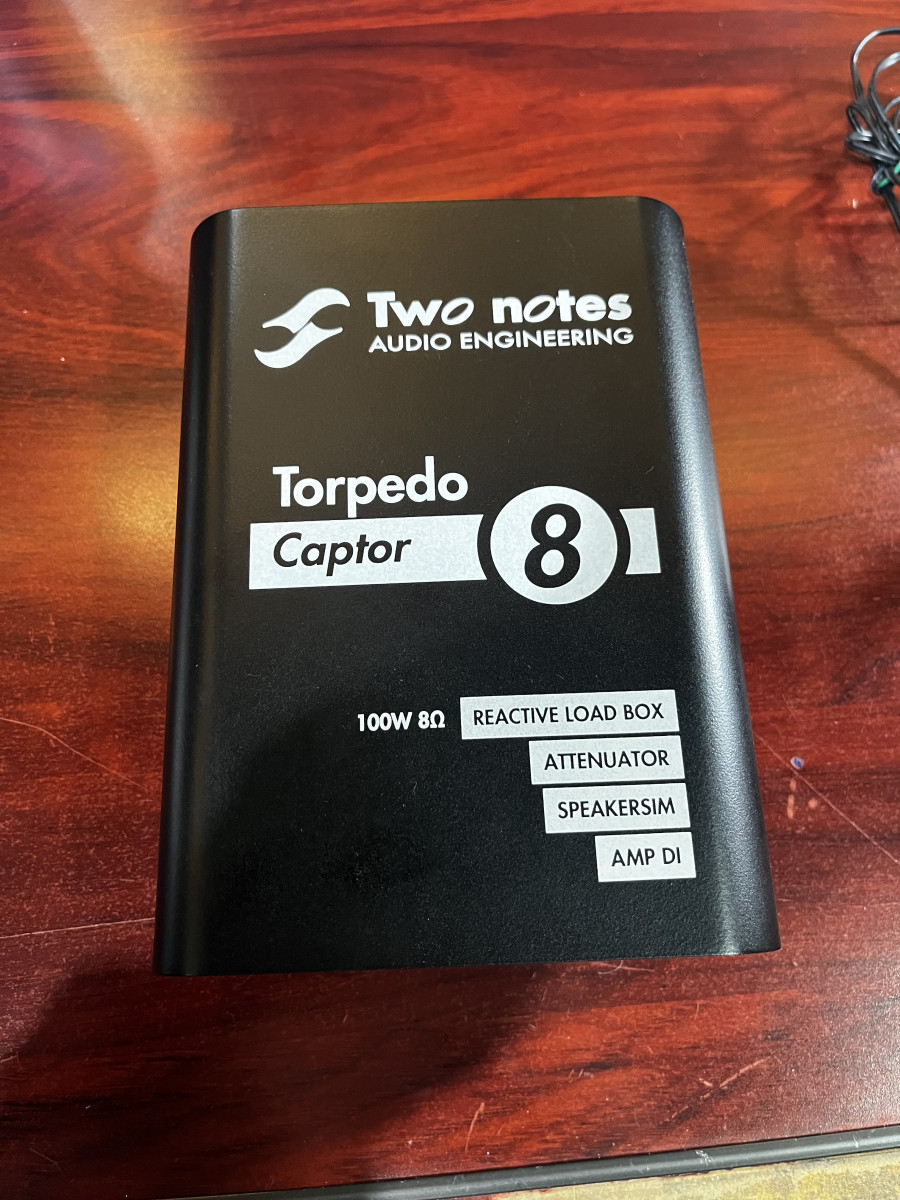 Two notes
AUDIO ENGINEERING
Torpedo
Captor 8
100W 8Ω REACTIVE LOAD BOX
ATTENUATOR
SPEAKERSIM
AMP DI